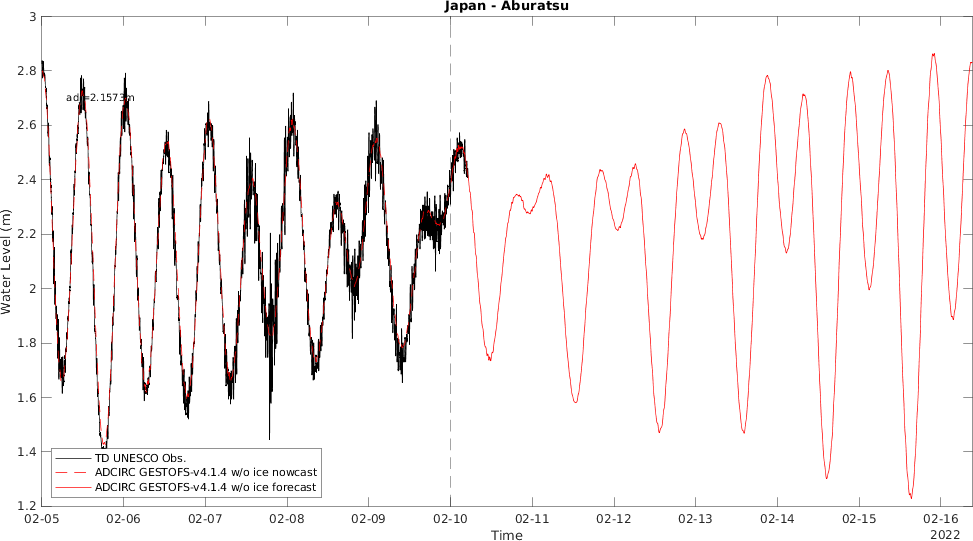 Japan - Aburatsu
3
2.8
2.6
2.4
2.2
2
1.8
1.6
1.4
1.2
Water Level (m)
TD UNESCO Obs.
ADCIRC GESTOFS-v4.1.4 w/o ice nowcast
ADCIRC GESTOFS-v4.1.4 w/o ice forecast
02-05 02-06 02-07 02-08 02-09 02-10 02-11 02-12 02-13 02-14 02-15 02-16
Time
2022